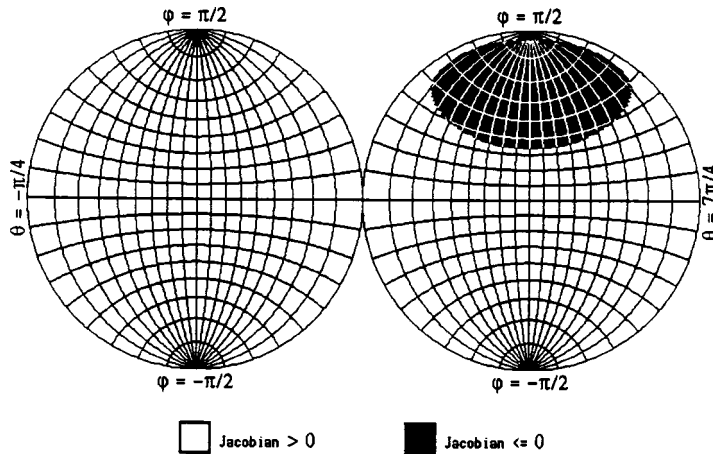 φ = π/2
φ = π/2
θ = −π/4
θ = 7π/4
φ = −π/2
φ = −π/2
Jacobian > 0
Jacobian <= 0